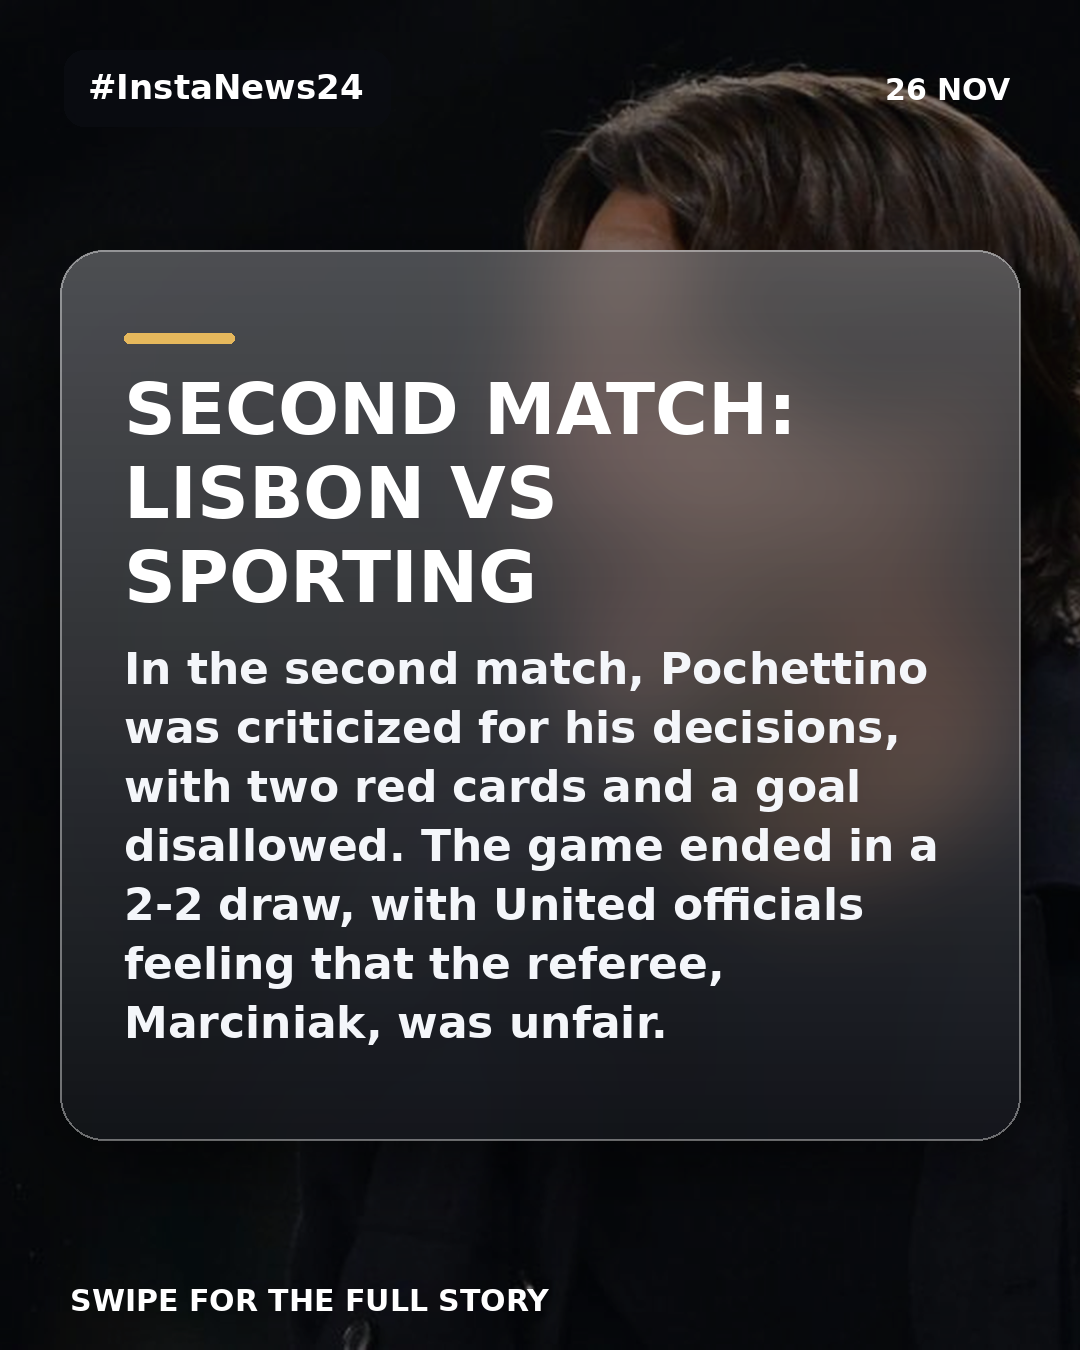 #InstaNews24
26 NOV
SECOND MATCH:
LISBON VS
SPORTING
In the second match, Pochettino
was criticized for his decisions,
with two red cards and a goal
disallowed. The game ended in a
2-2 draw, with United officials
feeling that the referee,
Marciniak, was unfair.
SWIPE FOR THE FULL STORY